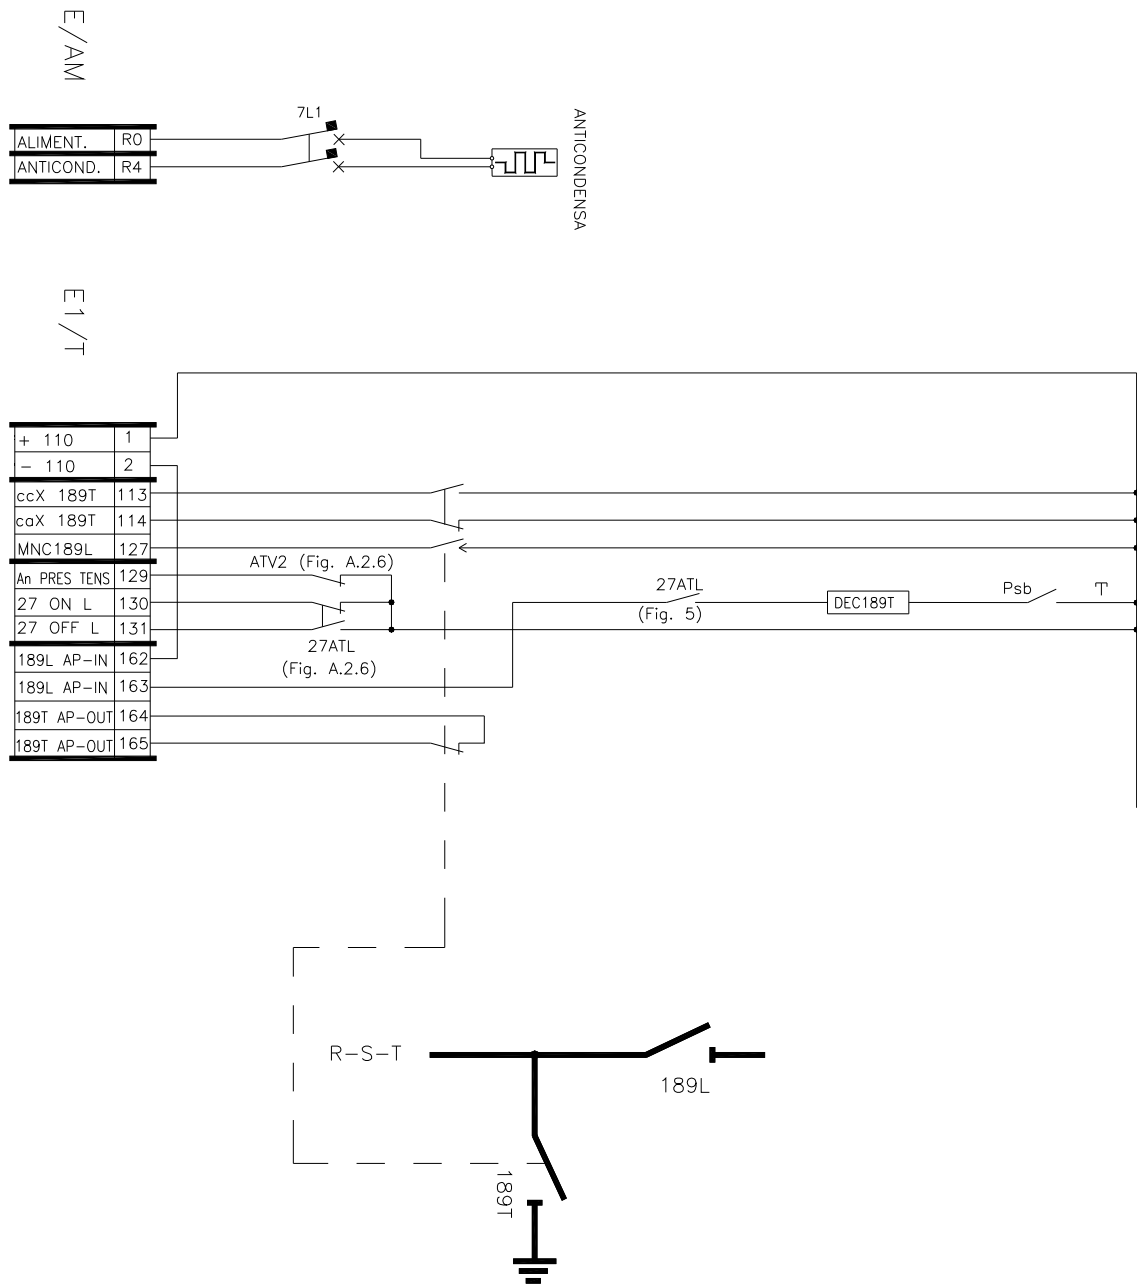 E/AM
7L1
ALIMENT. R0
ANTICOND. R4
ANTICONDENSA
E1/T
+ 110 1
- 110 2
ccX 189T 113
caX 189T 114
MNC189L 127
An PRES TENS 129
27 ON L 130
27 OFF L 131
189L AP-IN 162
189L AP-IN 163
189T AP-OUT 164
189T AP-OUT 165
ATV2 (Fig. A.2.6)
27ATL
(Fig. A.2.6)
27ATL
(Fig. 5)
DEC189T
Psb
R-S-T
189L
189T